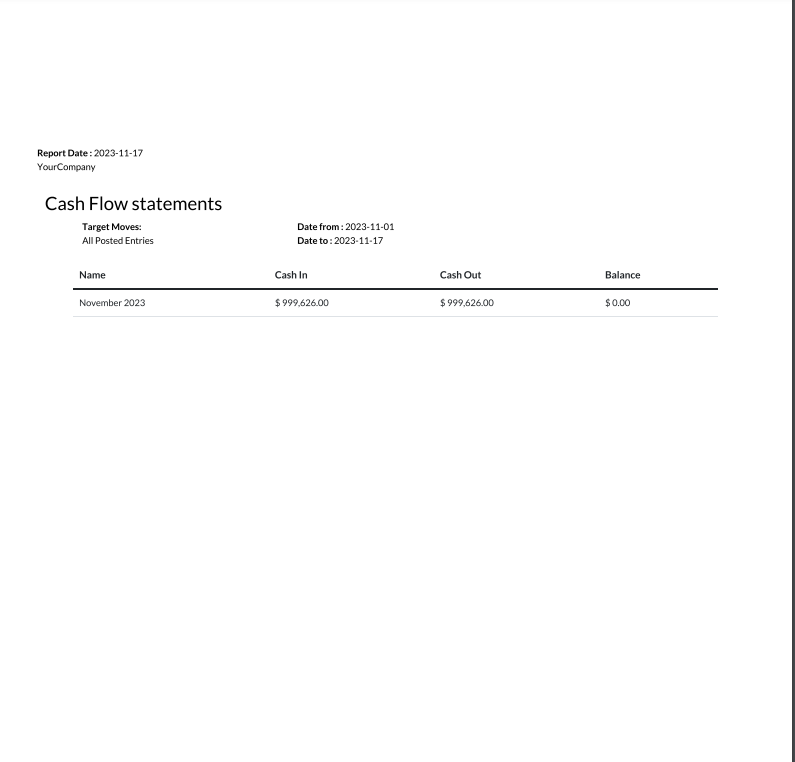 Report Date : 2023-11-17
YourCompany
Cash Flow statements
Target Moves: Date from : 2023-11-01
All Posted Entries Date to : 2023-11-17
Name Cash In Cash Out Balance
November 2023 $ 999,626.00 $ 999,626.00 $ 0.00